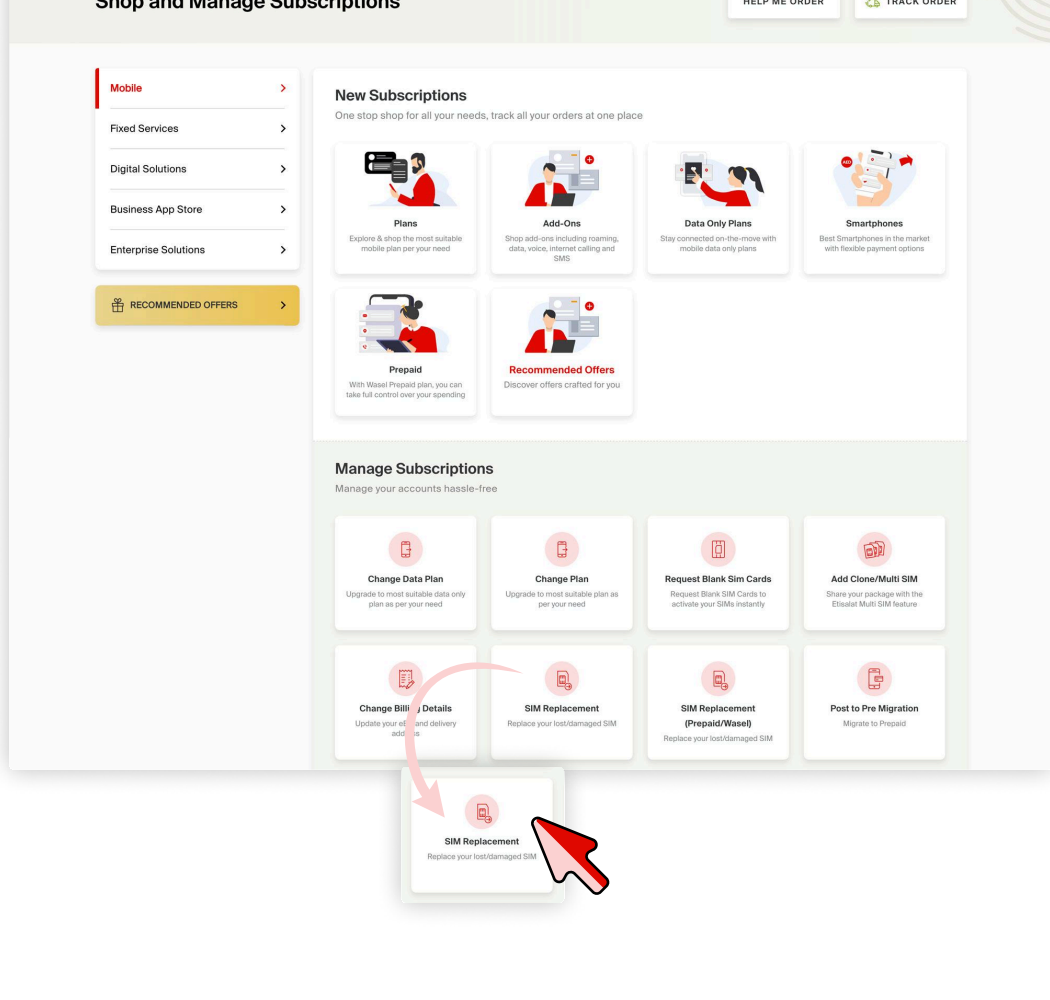 Shop and Manage Subscriptions
HELP ME ORDER
TRACK ORDER
Mobile
Fixed Services
Digital Solutions
Business App Store
Enterprise Solutions
RECOMMENDED OFFERS
New Subscriptions
One stop shop for all your needs, track all your orders at one place
Plans
Explore & shop the most suitable
mobile plan per your need
Add-Ons
Shop add-ons including roaming,
data, voice, internet calling and
SMS
Data Only Plans
Stay connected on-the-move with
mobile data only plans
AED
Smartphones
Best Smartphones in the market
with flexible payment options
Prepaid
With Wasel Prepaid plan, you can
take full control over your spending
Recommended Offers
Discover offers crafted for you
Manage Subscriptions
Manage your accounts hassle-free
Change Data Plan
Upgrade to most suitable data only
plan as per your need
Change Plan
Upgrade to most suitable plan as
per your need
Request Blank Sim Cards
Request Blank SIM Cards to
activate your SIMs instantly
Add Clone/Multi SIM
Share your package with the
Etisalat Multi SIM feature
Change Billing Details
Update your and delivery
SIM Replacement
Replace your lost/damaged SIM
SIM Replacement
(Prepaid/Wasel)
Replace your lost/damaged SIM
Post to Pre Migration
Migrate to Prepaid
SIM Replacement
Replace your lost/damaged SIM